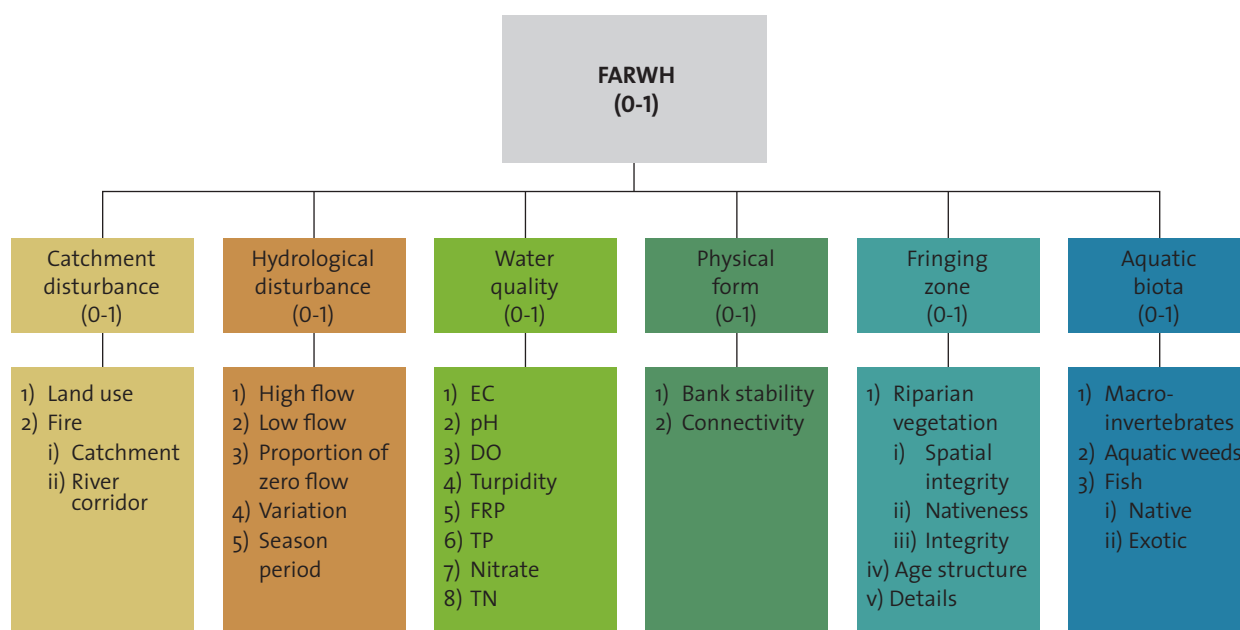 FARWH
(0-1)
Catchment
disturbance
(0-1)
Hydrological
disturbance
(0-1)
Water
quality
(0-1)
Physical
form
(0-1)
Fringing
zone
(0-1)
Aquatic
biota
(0-1)
1) Land use
2) Fire
i) Catchment
ii) River
corridor
1) High flow
2) Low flow
3) Proportion of
zero flow
4) Variation
5) Season
period
1) EC
2) pH
3) DO
4) Turpidity
5) FRP
6) TP
7) Nitrate
8) TN
1) Bank stability
2) Connectivity
1) Riparian
vegetation
i) Spatial
integrity
ii) Nativeness
iii) Integrity
iv) Age structure
v) Details
1) Macro-
invertebrates
2) Aquatic weeds
3) Fish
i) Native
ii) Exotic